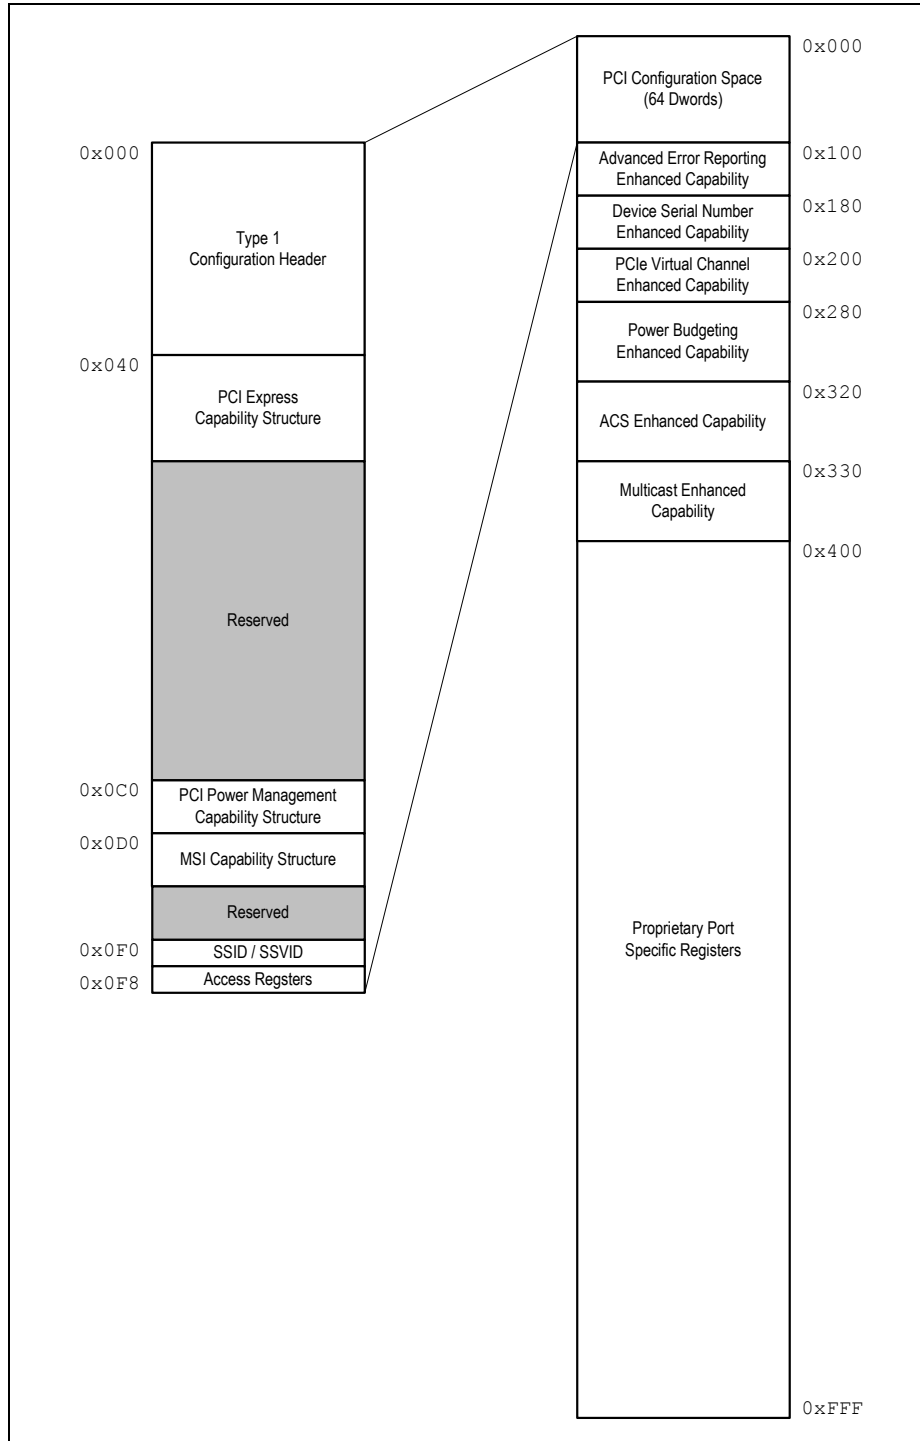 0x000
Type 1
Configuration Header
0x040
PCI Express
Capability Structure
Reserved
0x0C0
PCI Power Management
Capability Structure
0x0D0
MSI Capability Structure
Reserved
0x0F0
SSID / SSVID
0x0F8
Access Regsters
0x000
PCI Configuration Space
(64 Dwords)
0x100
Advanced Error Reporting
Enhanced Capability
0x180
Device Serial Number
Enhanced Capability
0x200
PCIe Virtual Channel
Enhanced Capability
0x280
Power Budgeting
Enhanced Capability
0x320
ACS Enhanced Capability
0x330
Multicast Enhanced
Capability
0x400
Proprietary Port
Specific Registers
0xFFF